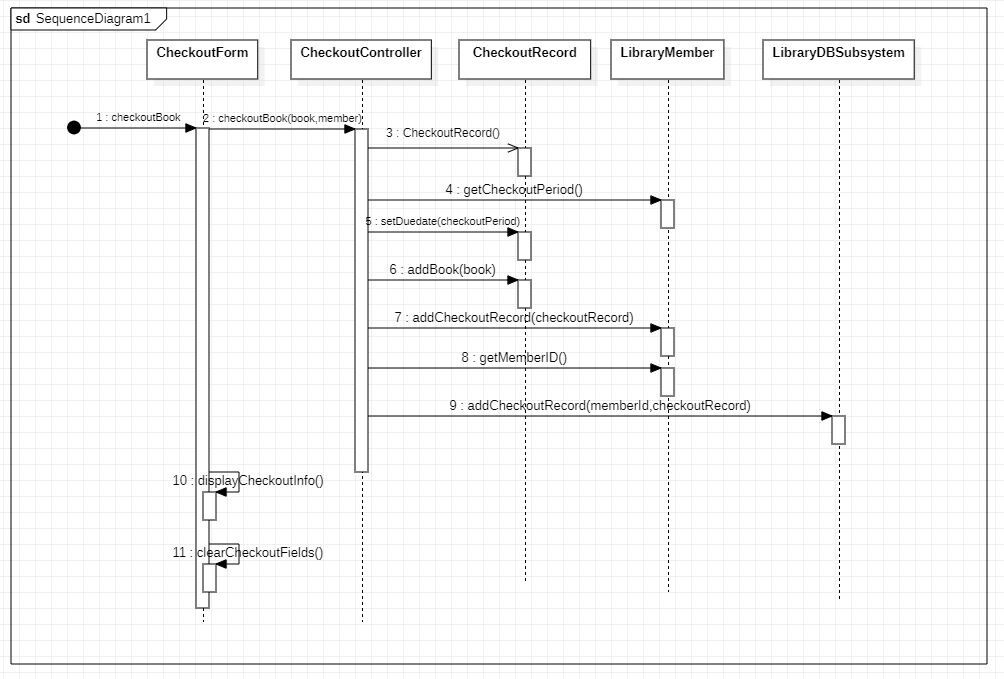 sd SequenceDiagram1
CheckoutForm
CheckoutController
CheckoutRecord
LibraryMember
LibraryDBSubsystem
1 : checkoutBook
2 : checkoutBook(book,member)
3 : CheckoutRecord()
4 : getCheckoutPeriod()
5 : setDuedate(checkoutPeriod)
6 : addBook(book)
7 : addCheckoutRecord(checkoutRecord)
8 : getMemberID()
9 : addCheckoutRecord(memberId,checkoutRecord)
10 : displayCheckoutInfo()
11 : clearCheckoutFields()